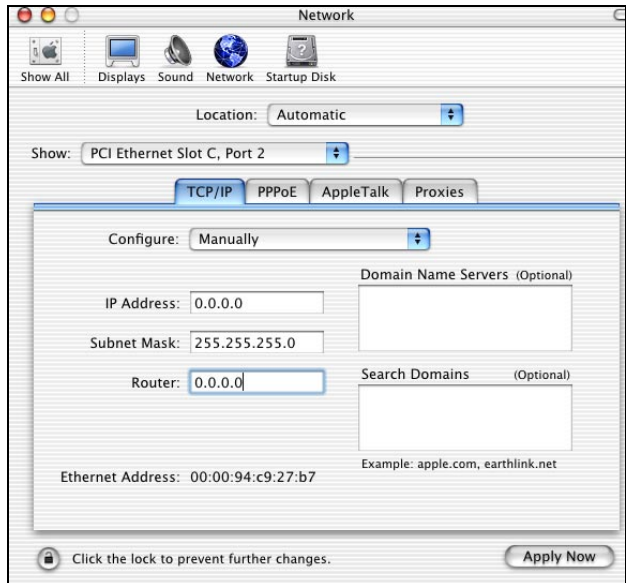 Network
Show All
Displays
Sound
Network
Startup Disk
Location: Automatic
Show: PCI Ethernet Slot C, Port 2
TCP/IP
PPPoE
AppleTalk
Proxies
Configure: Manually
Domain Name Servers (Optional)
IP Address: 0.0.0.0
Subnet Mask: 255.255.255.0
Router: 0.0.0.0
Search Domains (Optional)
Example: apple.com, earthlink.net
Ethernet Address: 00:00:94:c9:27:b7
Click the lock to prevent further changes.
Apply Now